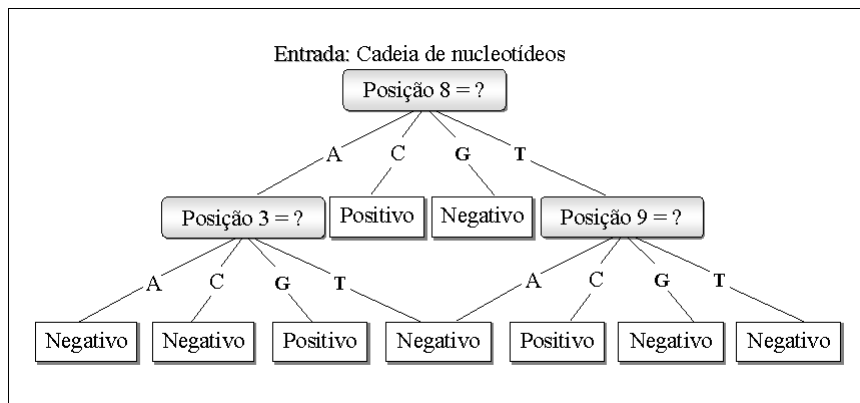 Entrada: Cadeia de nucleotídeos
Posição 8 = ?
A C G T
Posição 3 = ? Positivo Negativo Posição 9 = ?
A C G T A C G T
Negativo Negativo Positivo Negativo Positivo Negativo Negativo